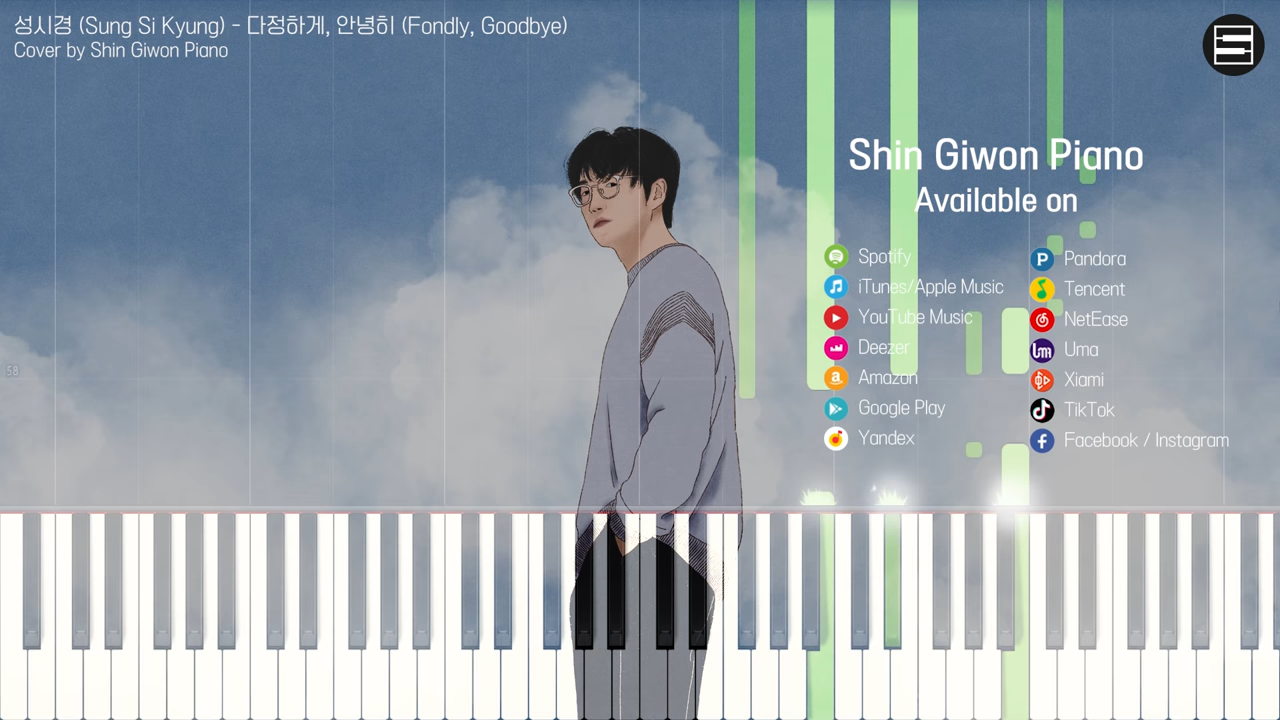 성시경 (Sung Si Kyung) - 다정하게, 안녕히 (Fondly, Goodbye)
Cover by Shin Giwon Piano
Shin Giwon Piano
Available on
Spotify
iTunes/Apple Music
YouTube Music
Deezer
Amazon
Google Play
Yandex
Pandora
Tencent
NetEase
Uma
Xiami
TikTok
Facebook / Instagram
58